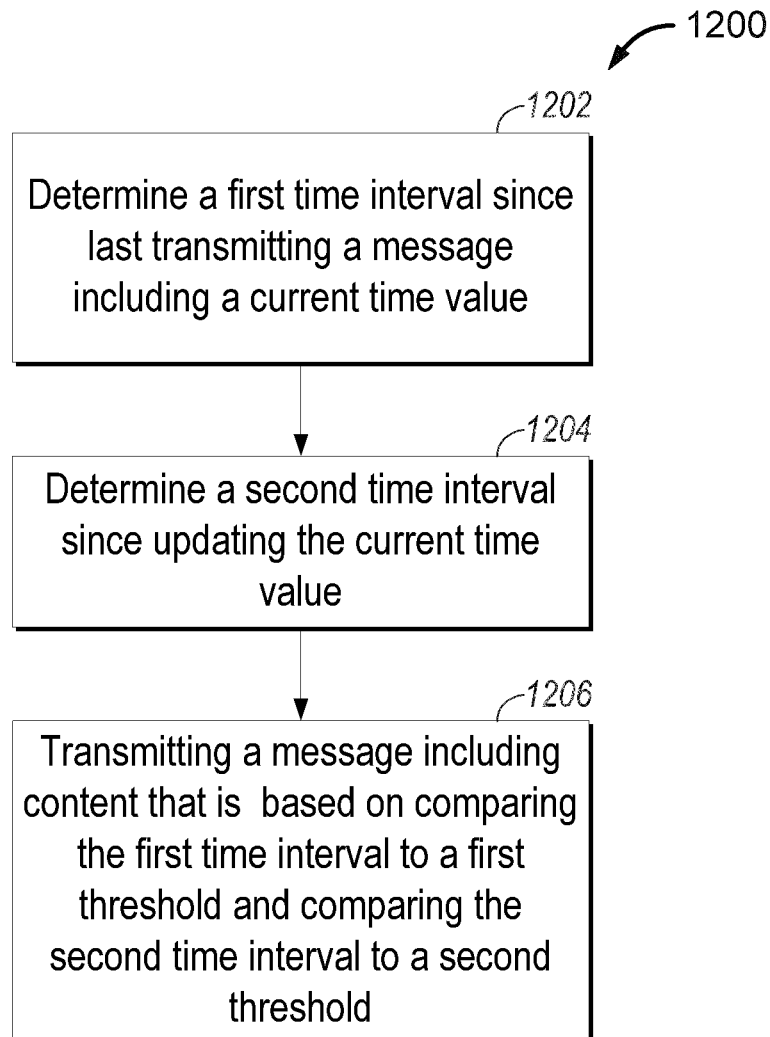 1200
1202
Determine a first time interval since
last transmitting a message
including a current time value
1204
Determine a second time interval
since updating the current time
value
1206
Transmitting a message including
content that is based on comparing
the first time interval to a first
threshold and comparing the
second time interval to a second
threshold